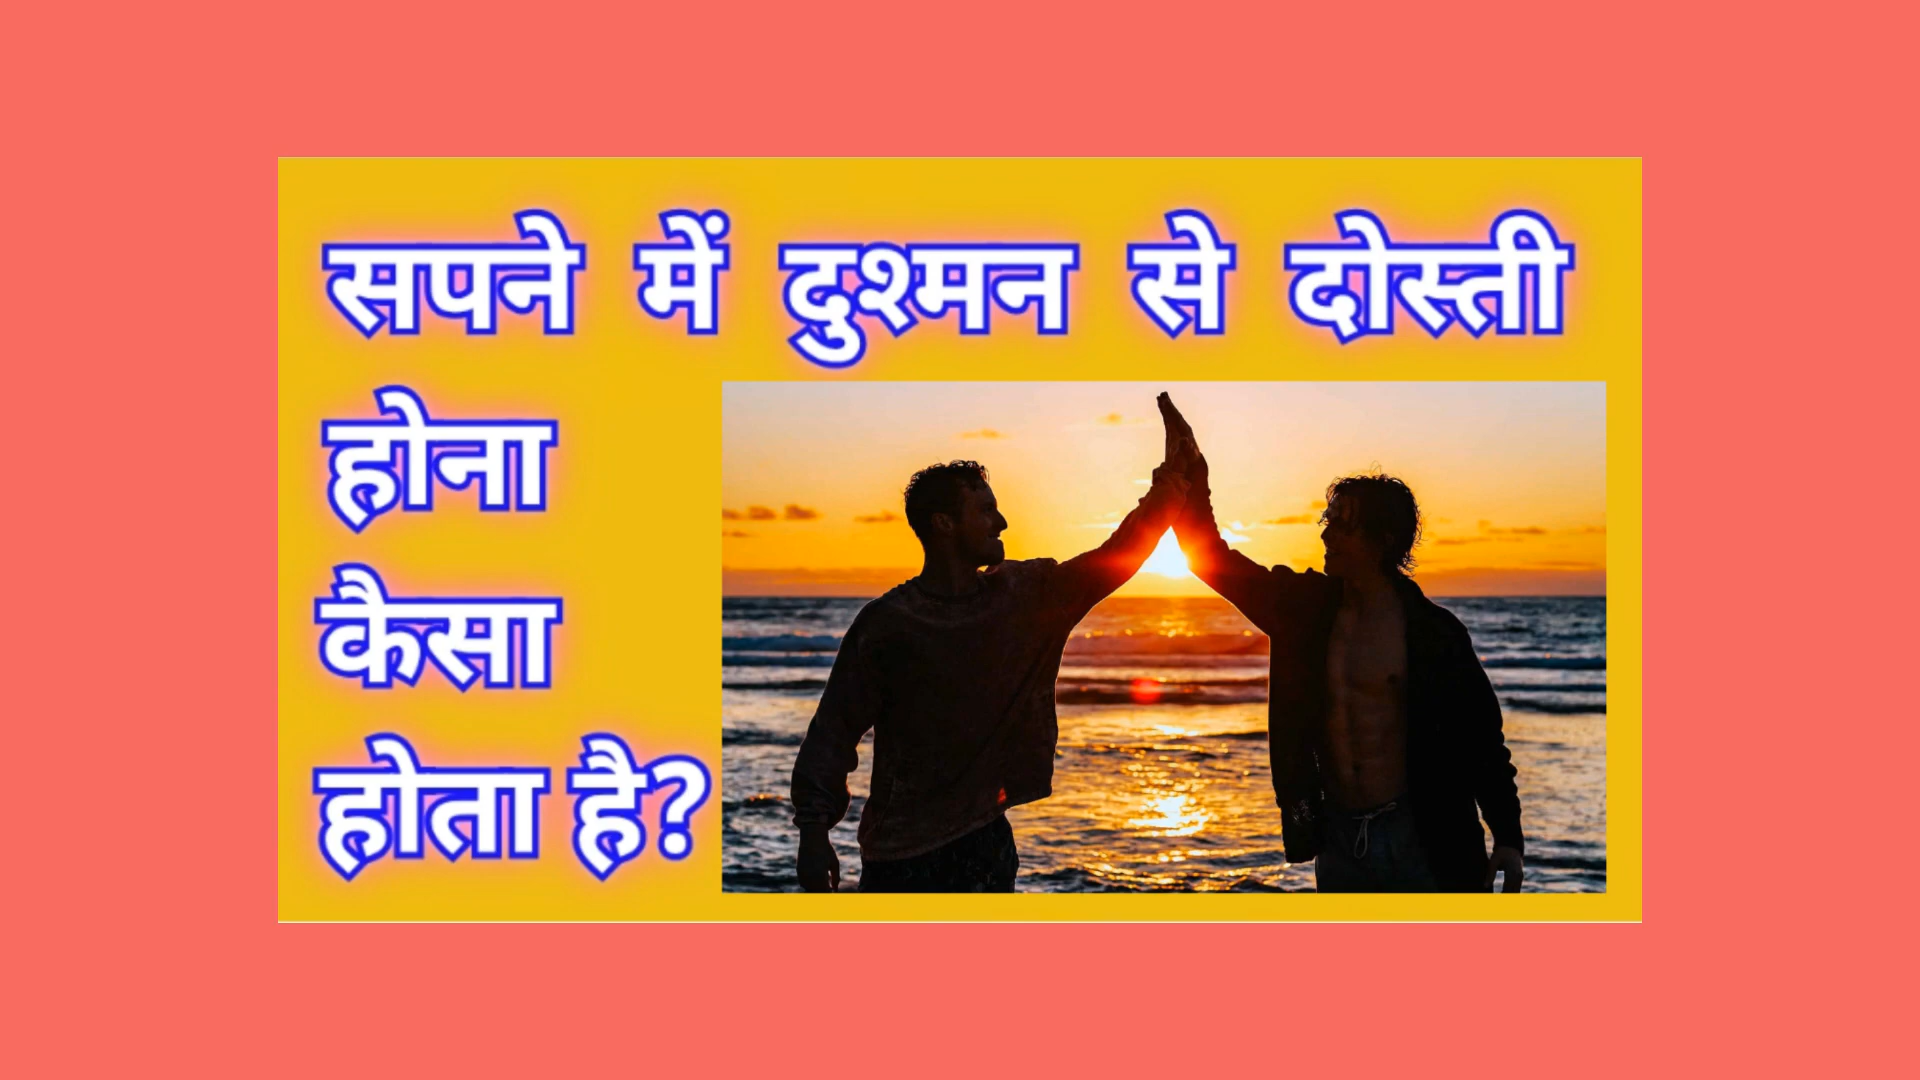 सपने में दुश्मन से दोस्ती
होना
कैसा
होता है?